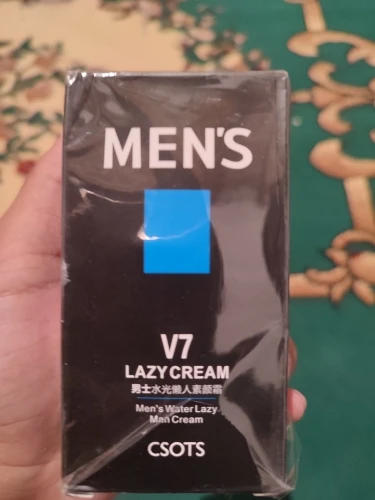 MEN'S
V7
LAZY CREAM
男士水光懒人素颜霜
Men's Water Lazy
Man Cream
CSOTS